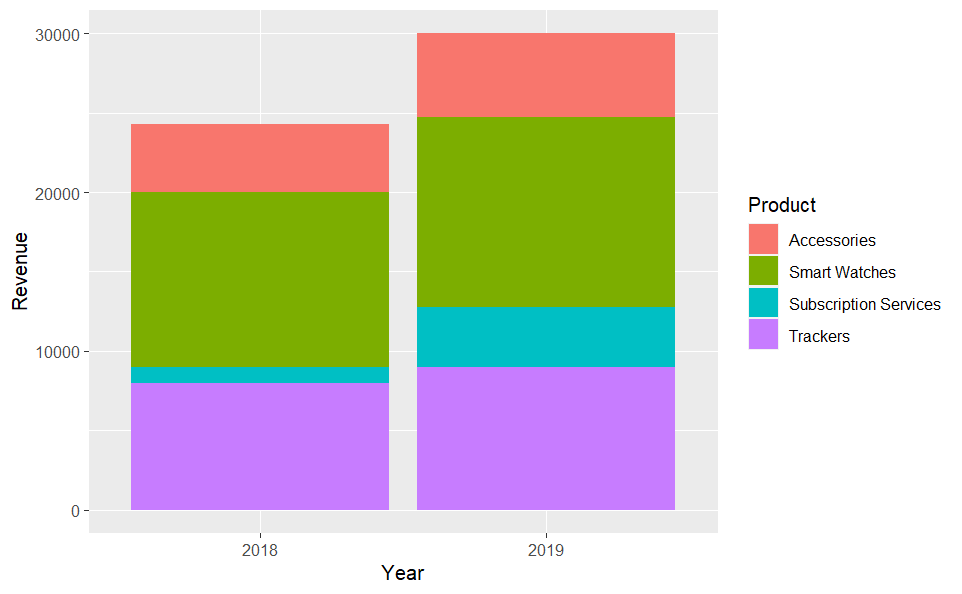 30000
20000
10000
0
Revenue
2018
2019
Year
Product
Accessories
Smart Watches
Subscription Services
Trackers